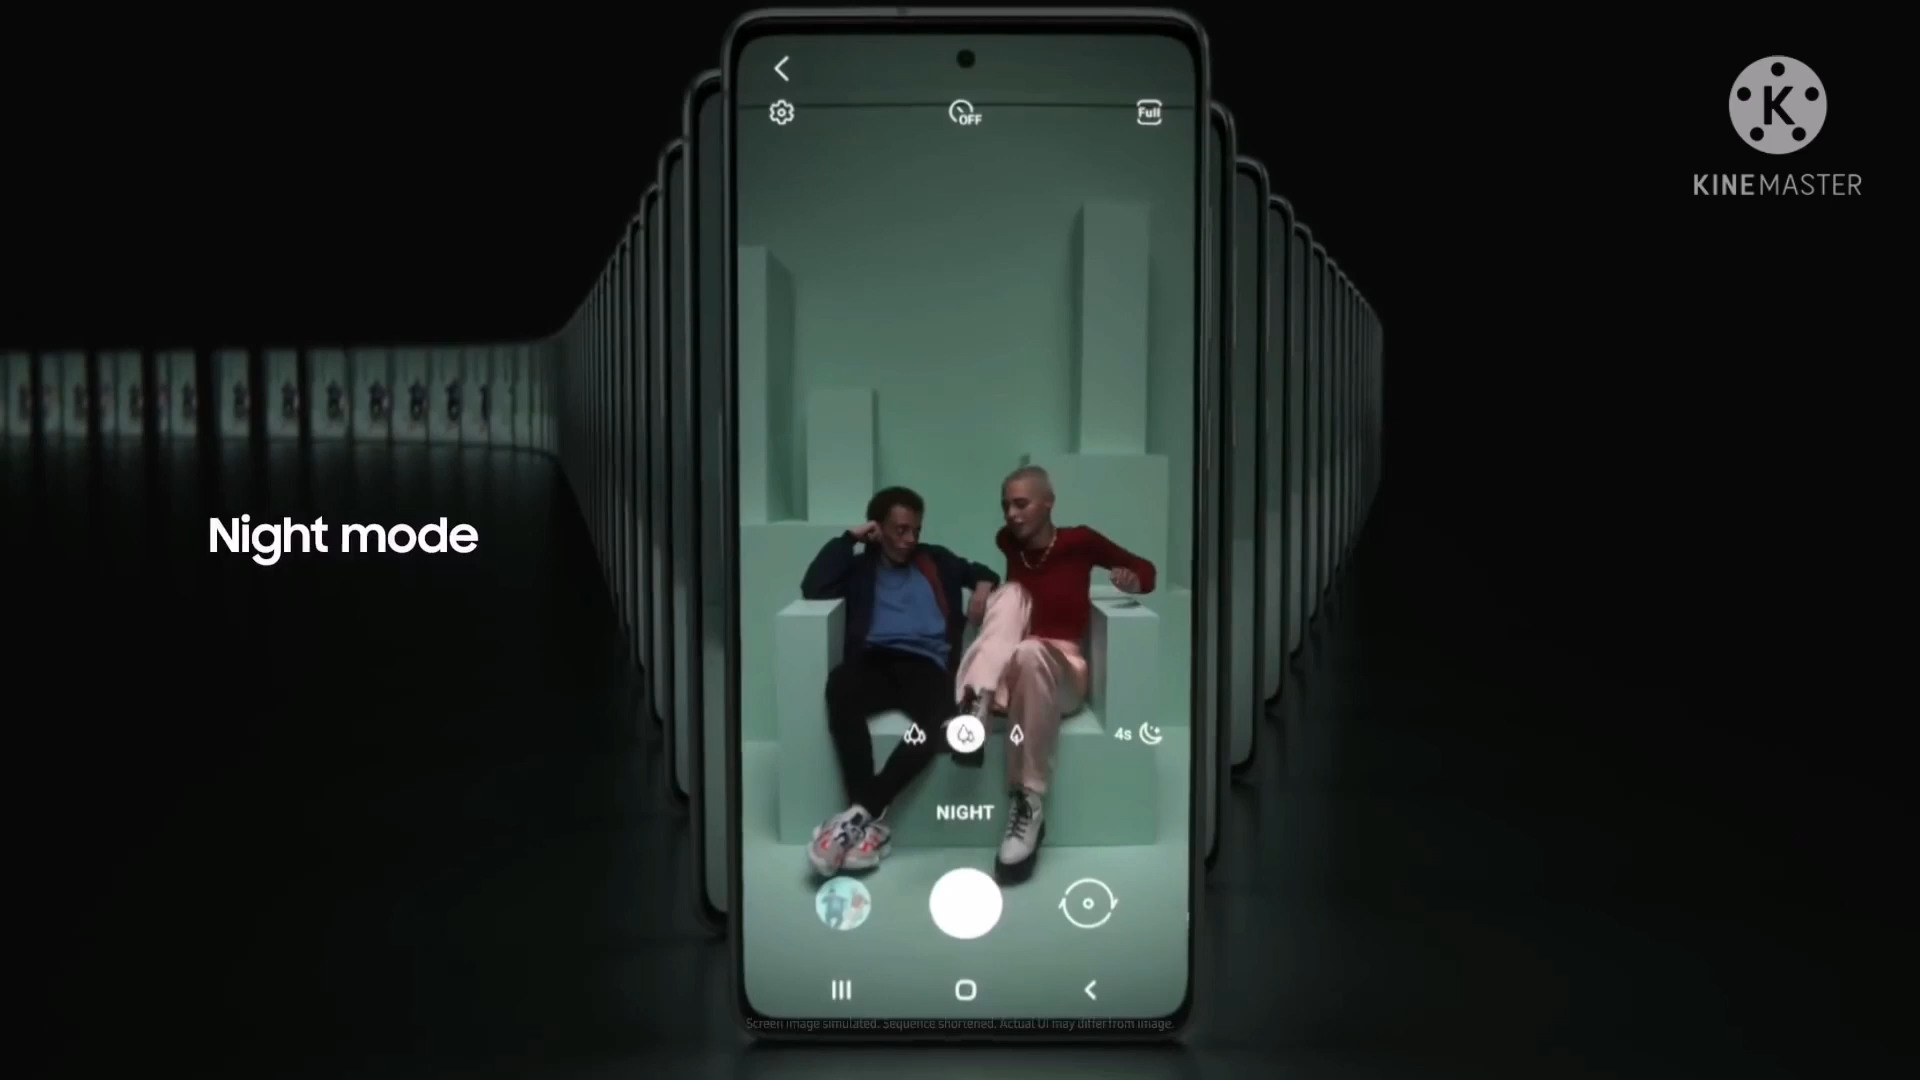 OFF
Full
K
KINEMASTER
Night mode
4s
NIGHT
Screen image simulated. Sequence shortened. Actual UI may differ from image.